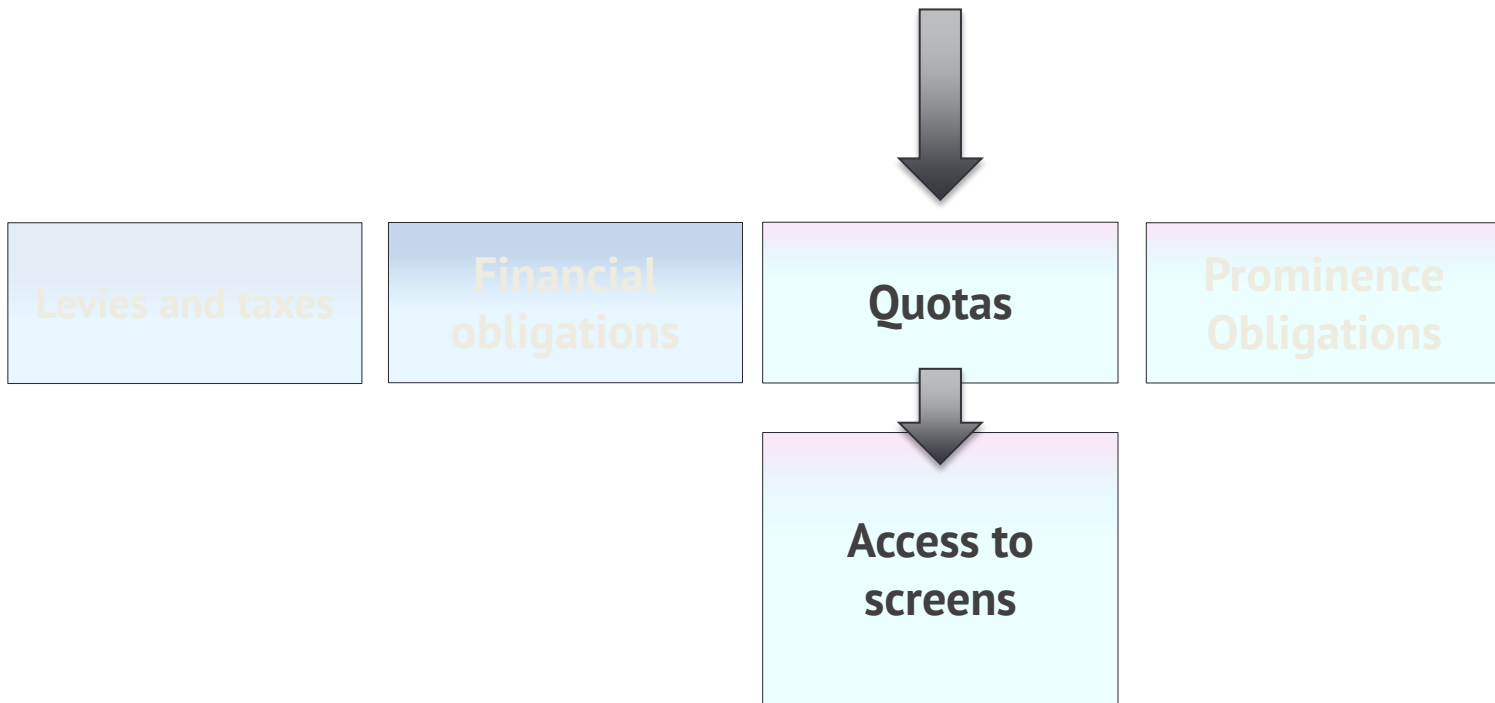 Levies and taxes
Financial
obligations
Quotas
Prominence
Obligations
Access to
screens